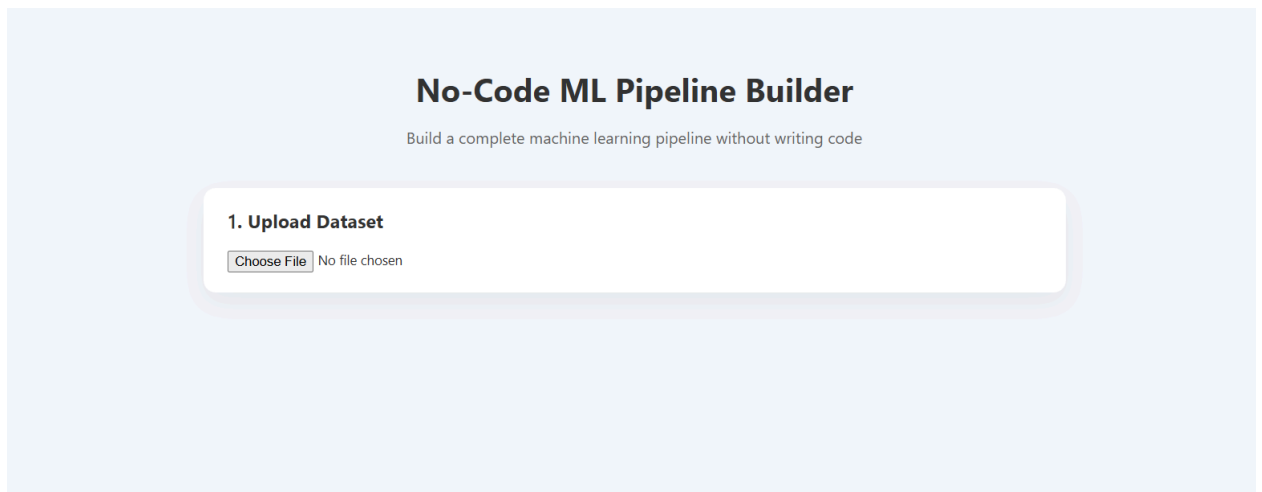 No-Code ML Pipeline Builder
Build a complete machine learning pipeline without writing code
1. Upload Dataset
Choose File No file chosen